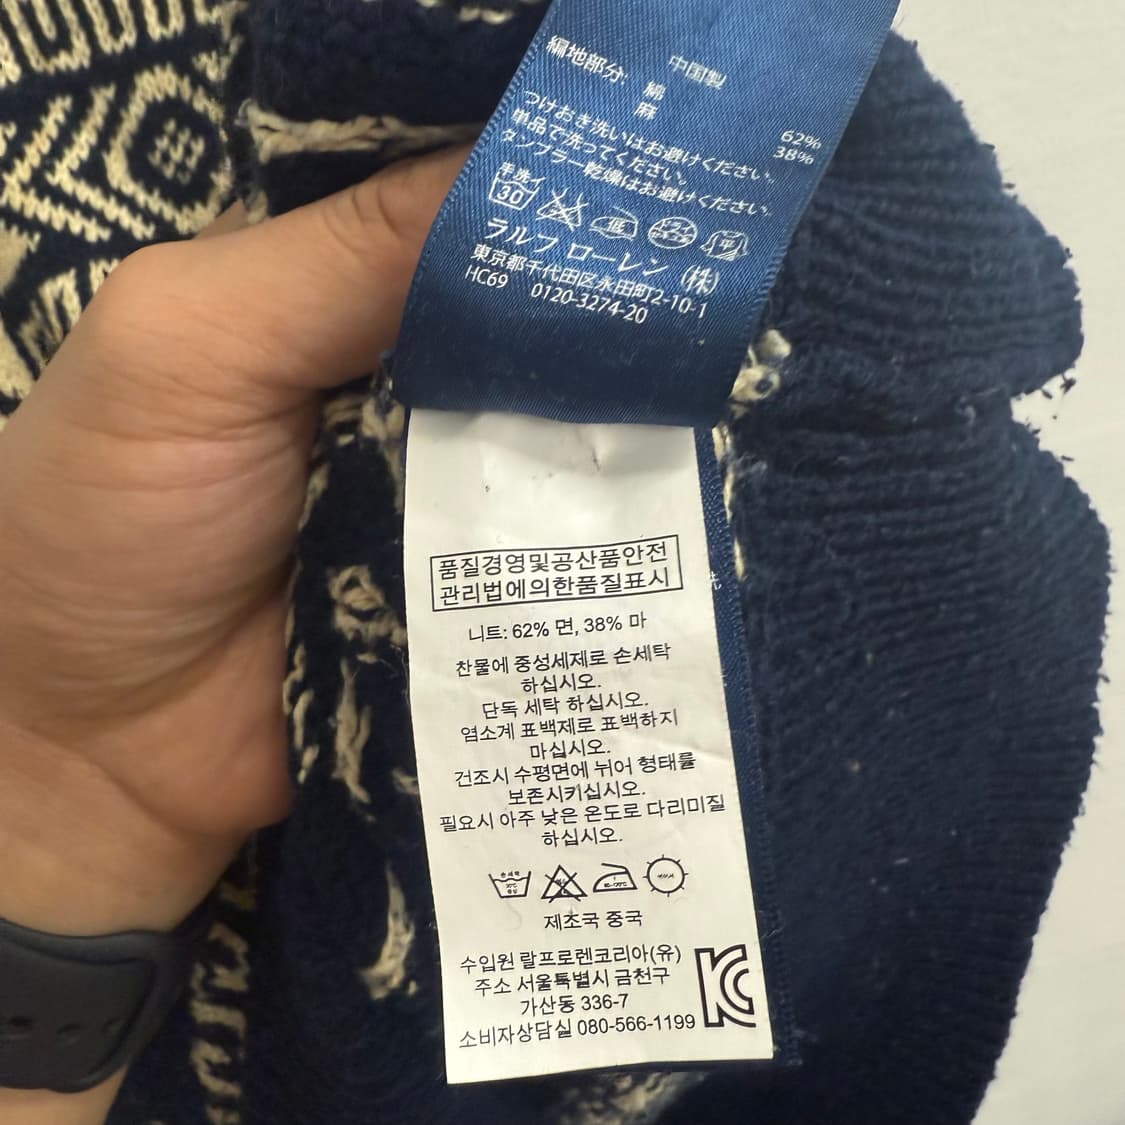 中国製
編地部分: 綿 62%
麻 38%
つけおき洗いはお避けください。
単品で洗ってください。
タンブラー乾燥はお避けください。
手洗イ
30
低
ドライ
平
ラルフ ローレン (株)
東京都千代田区永田町2-10-1
HC69 0120-3274-20
품질경영및공산품안전
관리법에의한품질표시
니트: 62% 면, 38% 마
찬물에 중성세제로 손세탁
하십시오.
단독 세탁 하십시오.
염소계 표백제로 표백하지
마십시오.
건조시 수평면에 뉘어 형태를
보존시키십시오.
필요시 아주 낮은 온도로 다리미질
하십시오.
손세탁
30℃
중성
제조국 중국
수입원 랄프로렌코리아(유)
주소 서울특별시 금천구
가산동 336-7
소비자상담실 080-566-1199